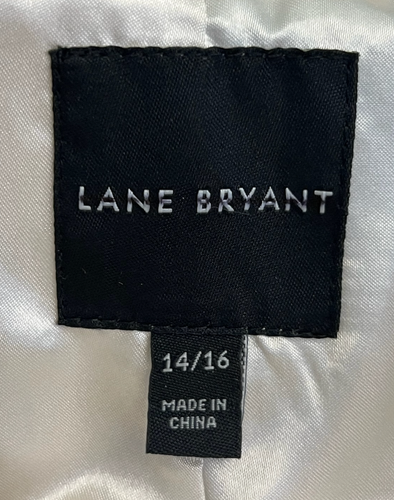 LANE BRYANT
14/16
MADE IN
CHINA